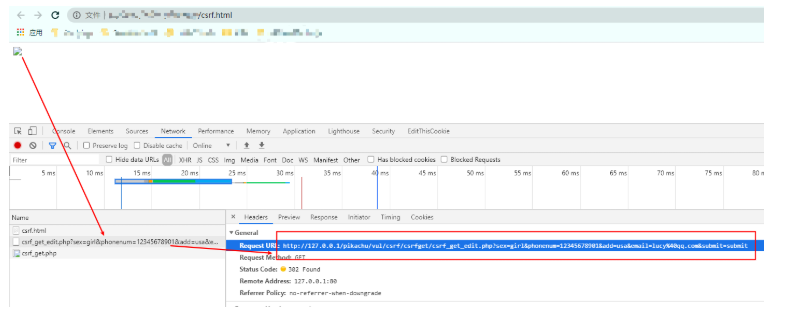 文件 | /csrf.html
应用
Console Elements Sources Network Performance Memory Application Lighthouse Security EditThisCookie
Preserve log Disable cache Online
Filter Hide data URLs All XHR JS CSS Img Media Font Doc WS Manifest Other Has blocked cookies Blocked Requests
5 ms 10 ms 15 ms 20 ms 25 ms 30 ms 35 ms 40 ms 45 ms 50 ms 55 ms 60 ms 65 ms 70 ms 75 ms 80 m
Name × Headers Preview Response Initiator Timing Cookies
csrf.html
General
csrf_get_edit.php?sex=girl&phonenum=12345678901&add=usa&e...
Request URL: http://127.0.0.1/pikachu/vul/csrf/csrfget/csrf_get_edit.php?sex=girl&phonenum=12345678901&add=usa&email=lucy%40qq.com&submit=submit
csrf_get.php
Request Method: GET
Status Code: 302 Found
Remote Address: 127.0.0.1:80
Referrer Policy: no-referrer-when-downgrade